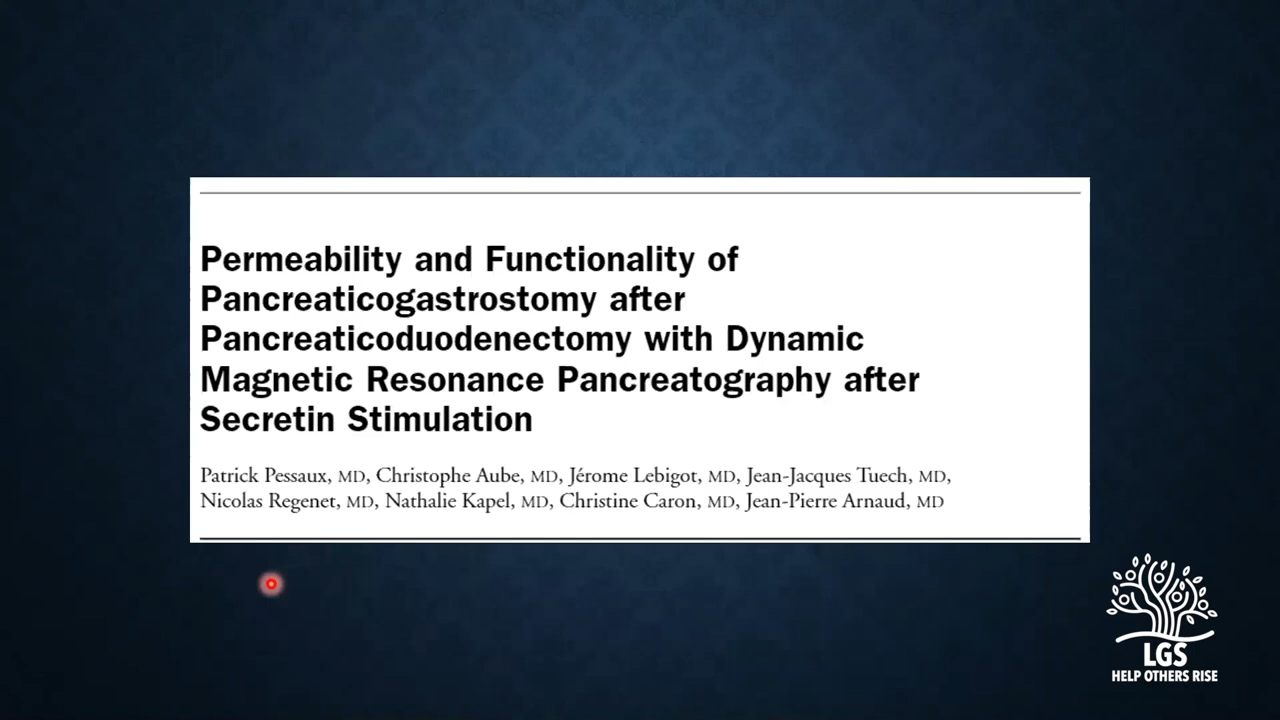 Permeability and Functionality of
Pancreaticogastrostomy after
Pancreaticoduodenectomy with Dynamic
Magnetic Resonance Pancreatography after
Secretin Stimulation
Patrick Pessaux, MD, Christophe Aube, MD, Jérome Lebigot, MD, Jean-Jacques Tuech, MD,
Nicolas Regenet, MD, Nathalie Kapel, MD, Christine Caron, MD, Jean-Pierre Arnaud, MD
LGS
HELP OTHERS RISE